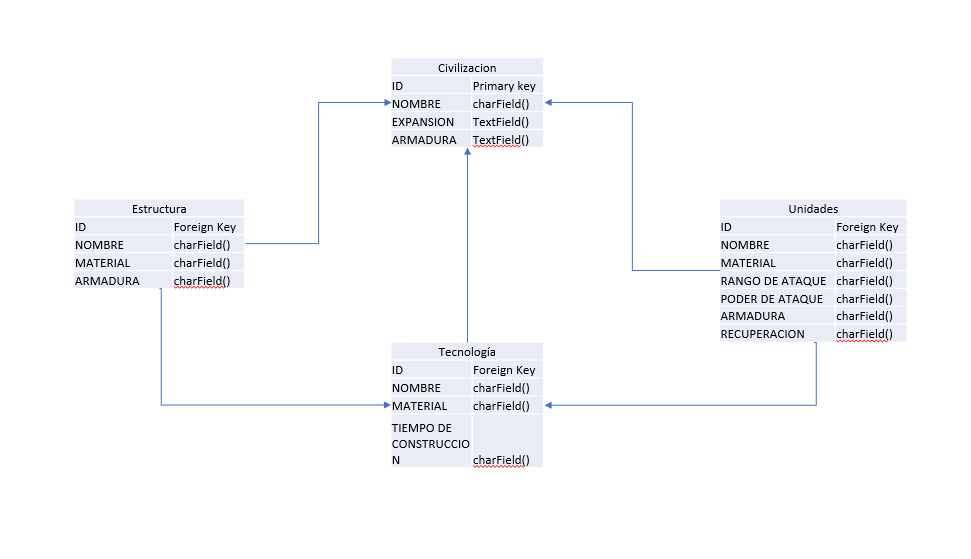 Civilizacion
ID Primary key
NOMBRE charField()
EXPANSION TextField()
ARMADURA TextField()
Estructura
ID Foreign Key
NOMBRE charField()
MATERIAL charField()
ARMADURA charField()
Unidades
ID Foreign Key
NOMBRE charField()
MATERIAL charField()
RANGO DE ATAQUE charField()
PODER DE ATAQUE charField()
ARMADURA charField()
RECUPERACION charField()
Tecnología
ID Foreign Key
NOMBRE charField()
MATERIAL charField()
TIEMPO DE
CONSTRUCCIO
N charField()